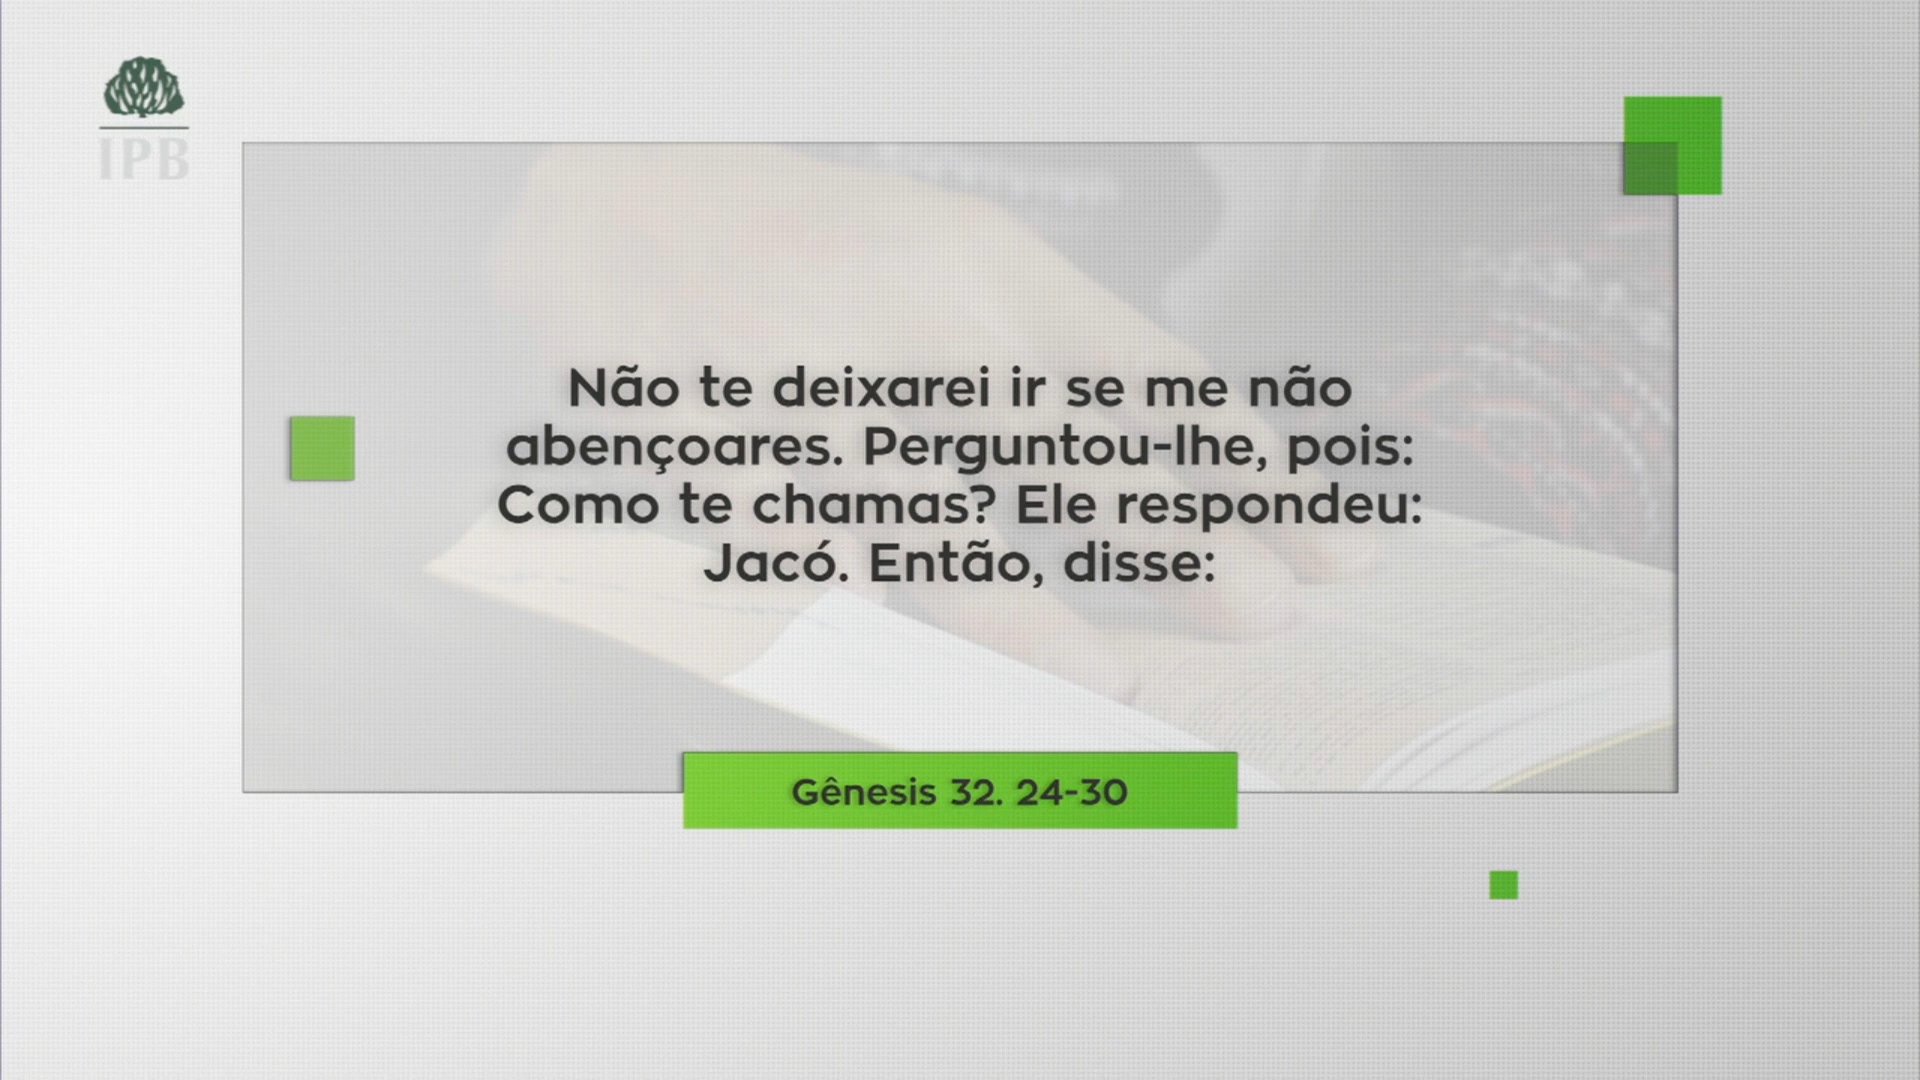 IPB
Não te deixarei ir se me não
abençoares. Perguntou-lhe, pois:
Como te chamas? Ele respondeu:
Jacó. Então, disse:
Gênesis 32. 24-30